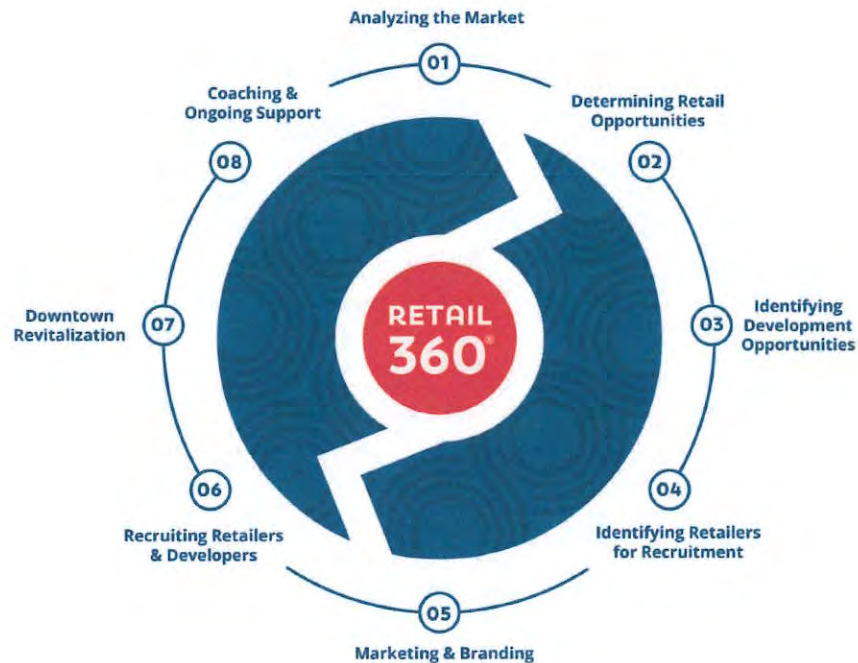 Analyzing the Market
01
Determining Retail
Opportunities
02
Identifying
Development
Opportunities
03
04
Identifying Retailers
for Recruitment
05
Marketing & Branding
06
Recruiting Retailers
& Developers
Downtown
Revitalization
07
Coaching &
Ongoing Support
08
RETAIL
360®